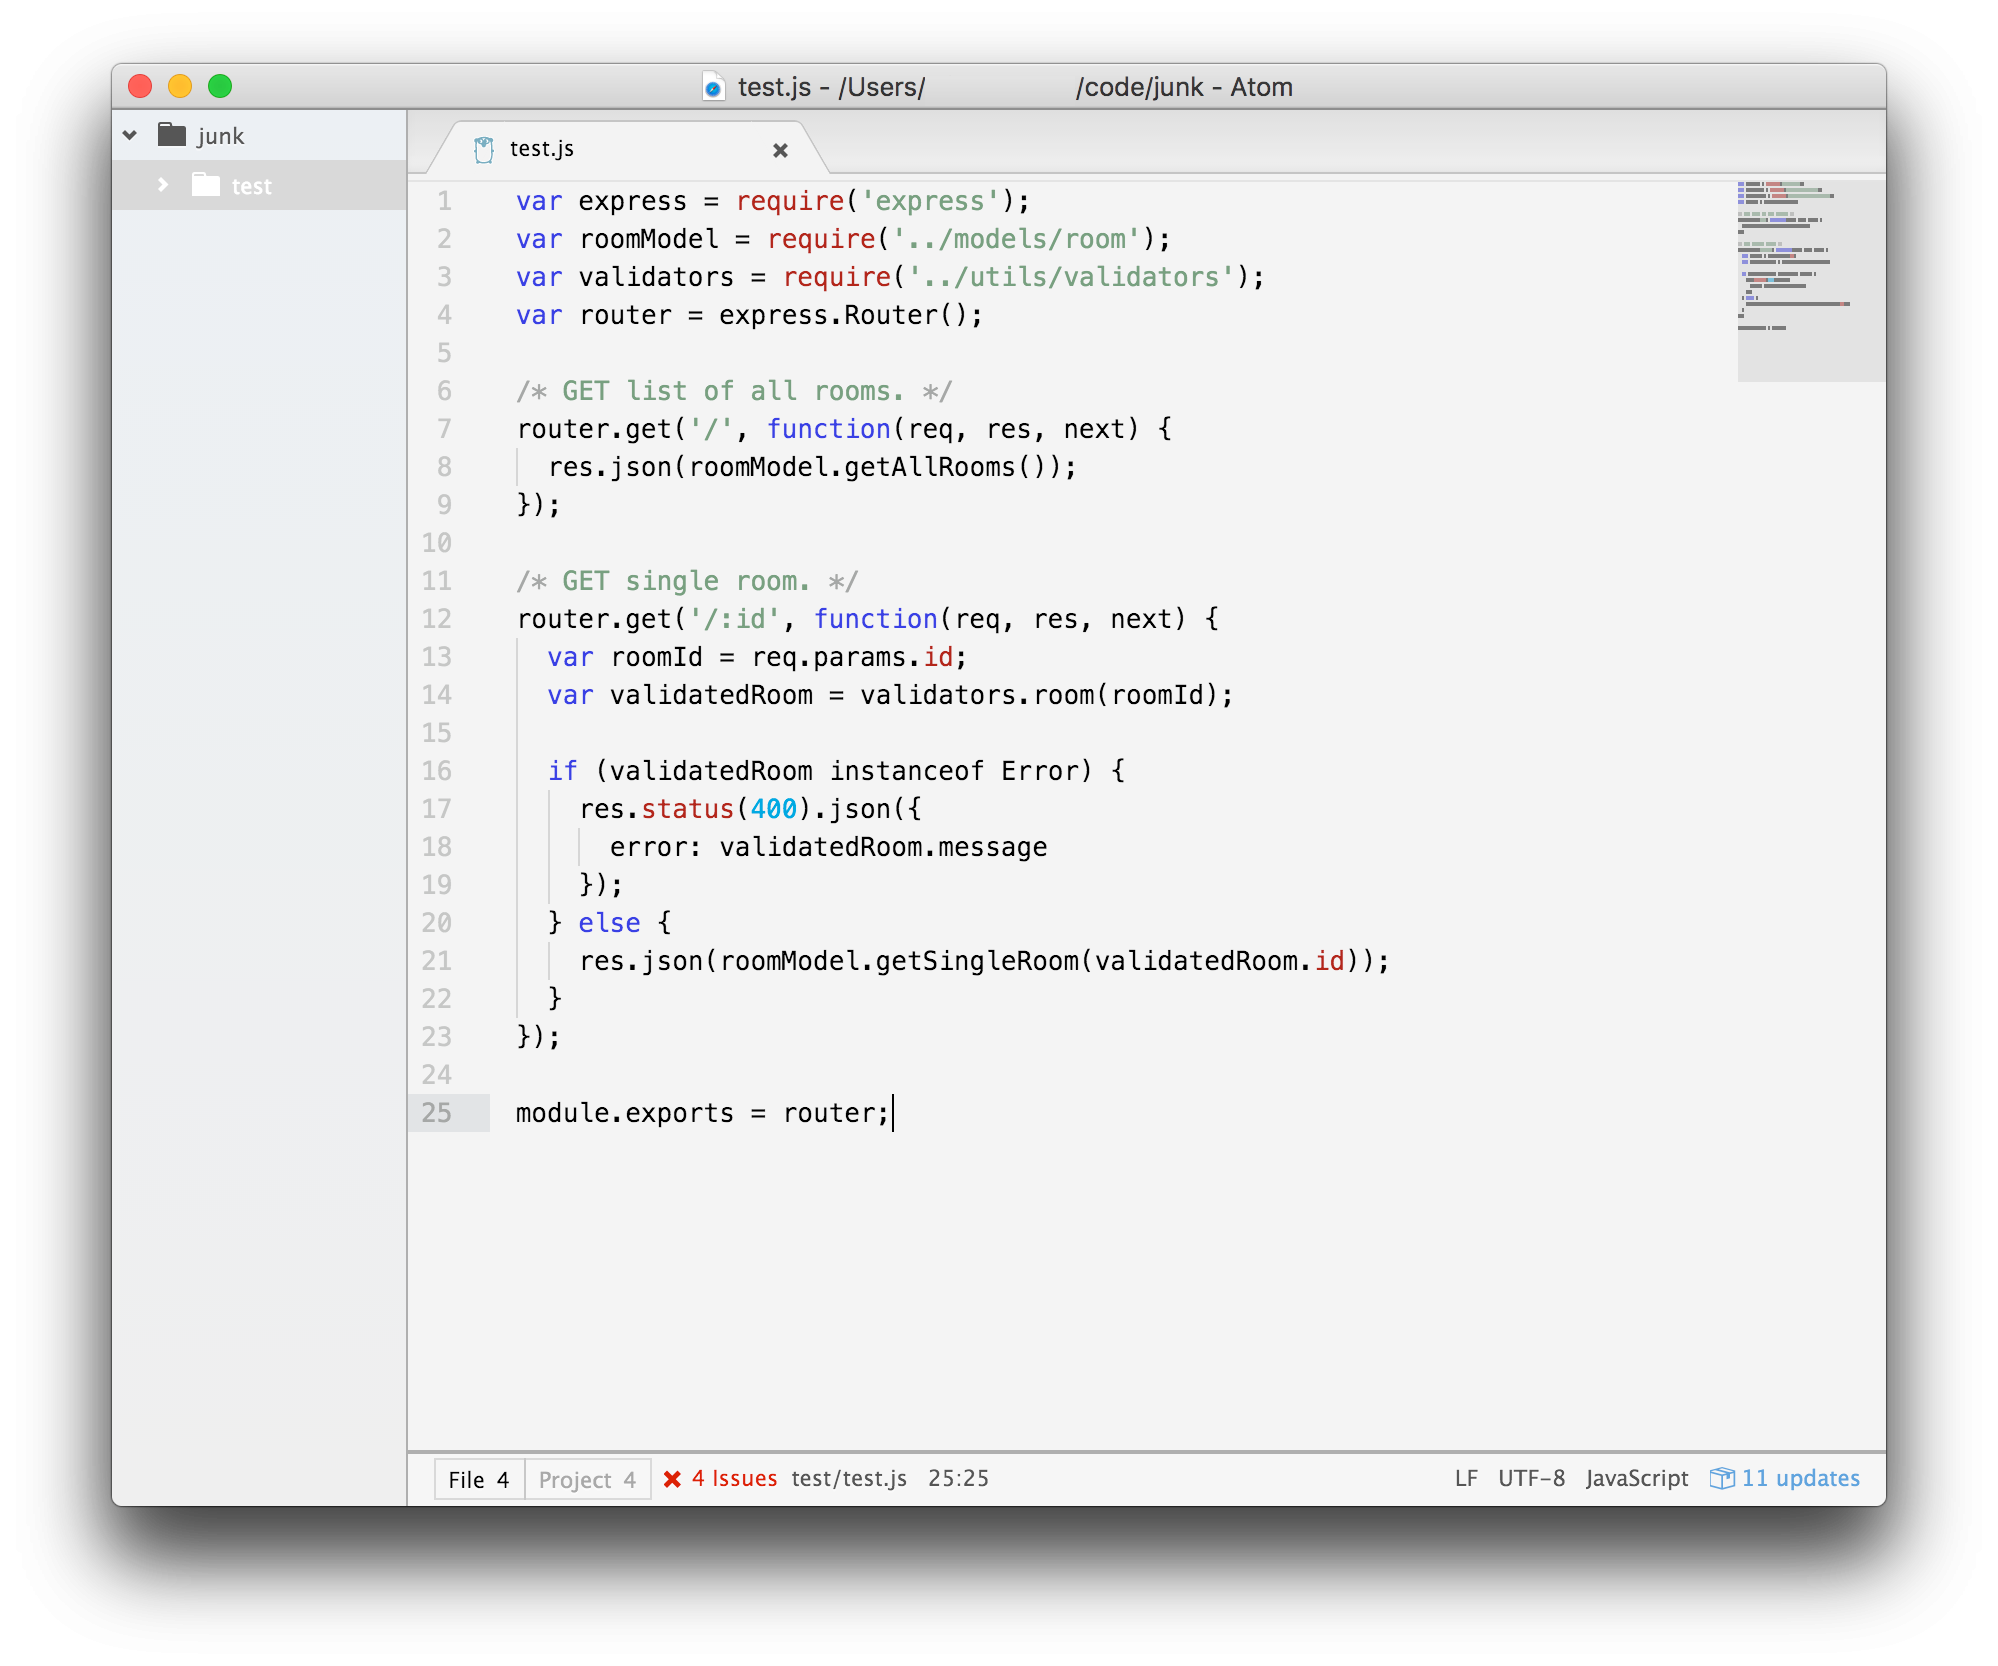 test.js - /Users/ /code/junk - Atom
junk
test
test.js
1 var express = require('express');
2 var roomModel = require('../models/room');
3 var validators = require('../utils/validators');
4 var router = express.Router();
5
6 /* GET list of all rooms. */
7 router.get('/', function(req, res, next) {
8   res.json(roomModel.getAllRooms());
9 });
10
11 /* GET single room. */
12 router.get('/:id', function(req, res, next) {
13   var roomId = req.params.id;
14   var validatedRoom = validators.room(roomId);
15
16   if (validatedRoom instanceof Error) {
17     res.status(400).json({
18       error: validatedRoom.message
19     });
20   } else {
21     res.json(roomModel.getSingleRoom(validatedRoom.id));
22   }
23 });
24
25 module.exports = router;
File 4 Project 4 4 Issues test/test.js 25:25 LF UTF-8 JavaScript 11 updates